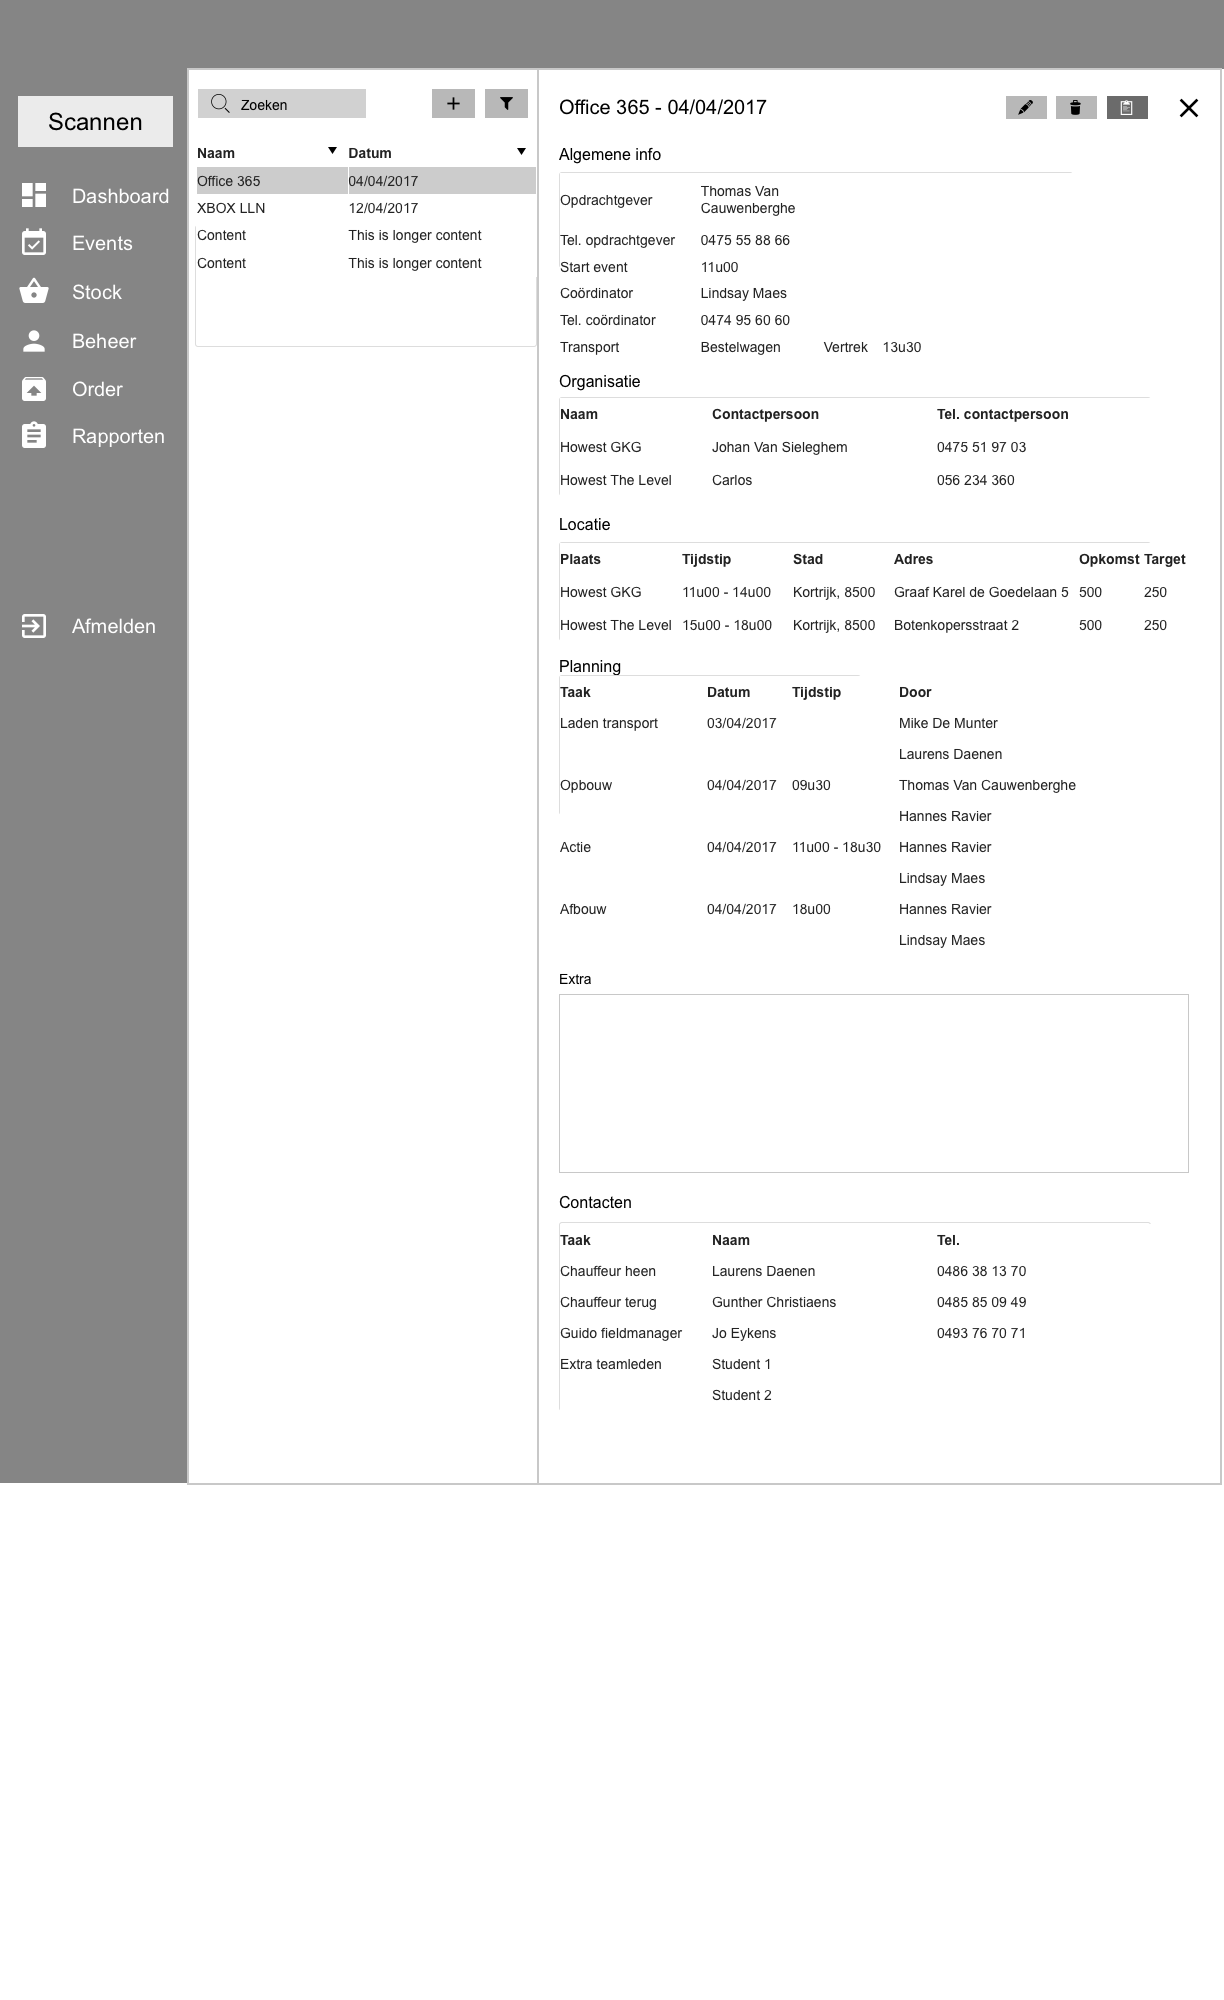 Scannen
Dashboard
Events
Stock
Beheer
Order
Rapporten
Afmelden
Zoeken
Naam Datum
Office 365 04/04/2017
XBOX LLN 12/04/2017
Content This is longer content
Content This is longer content
Office 365 - 04/04/2017
Algemene info
Opdrachtgever Thomas Van
Cauwenberghe
Tel. opdrachtgever 0475 55 88 66
Start event 11u00
Coördinator Lindsay Maes
Tel. coördinator 0474 95 60 60
Transport Bestelwagen Vertrek 13u30
Organisatie
Naam Contactpersoon Tel. contactpersoon
Howest GKG Johan Van Sieleghem 0475 51 97 03
Howest The Level Carlos 056 234 360
Locatie
Plaats Tijdstip Stad Adres Opkomst Target
Howest GKG 11u00 - 14u00 Kortrijk, 8500 Graaf Karel de Goedelaan 5 500 250
Howest The Level 15u00 - 18u00 Kortrijk, 8500 Botenkopersstraat 2 500 250
Planning
Taak Datum Tijdstip Door
Laden transport 03/04/2017 Mike De Munter
Laurens Daenen
Opbouw 04/04/2017 09u30 Thomas Van Cauwenberghe
Hannes Ravier
Actie 04/04/2017 11u00 - 18u30 Hannes Ravier
Lindsay Maes
Afbouw 04/04/2017 18u00 Hannes Ravier
Lindsay Maes
Extra
Contacten
Taak Naam Tel.
Chauffeur heen Laurens Daenen 0486 38 13 70
Chauffeur terug Gunther Christiaens 0485 85 09 49
Guido fieldmanager Jo Eykens 0493 76 70 71
Extra teamleden Student 1
Student 2